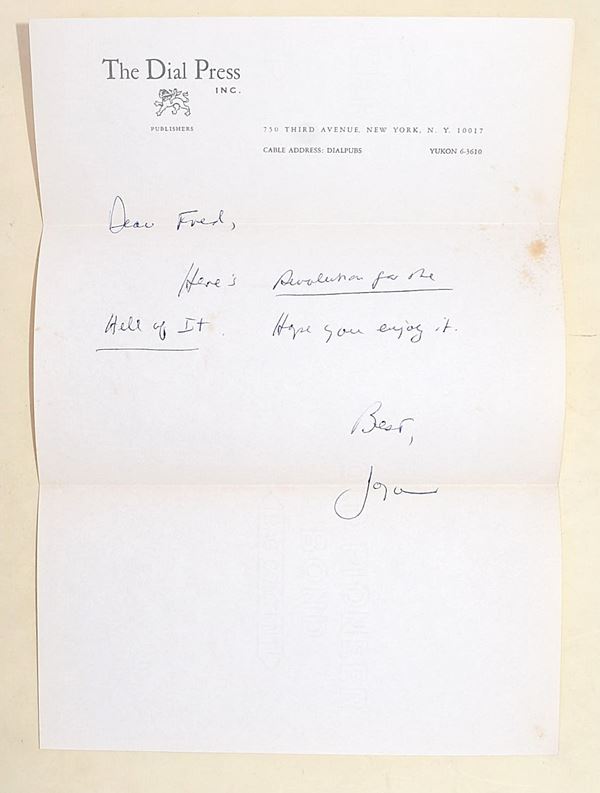 The Dial Press
INC.
PUBLISHERS
750 THIRD AVENUE, NEW YORK, N. Y. 10017
CABLE ADDRESS: DIALPUBS YUKON 6-3610
Dear Fred,
Here's Revolution for the
Hell of It. Hope you enjoy it.
Best,